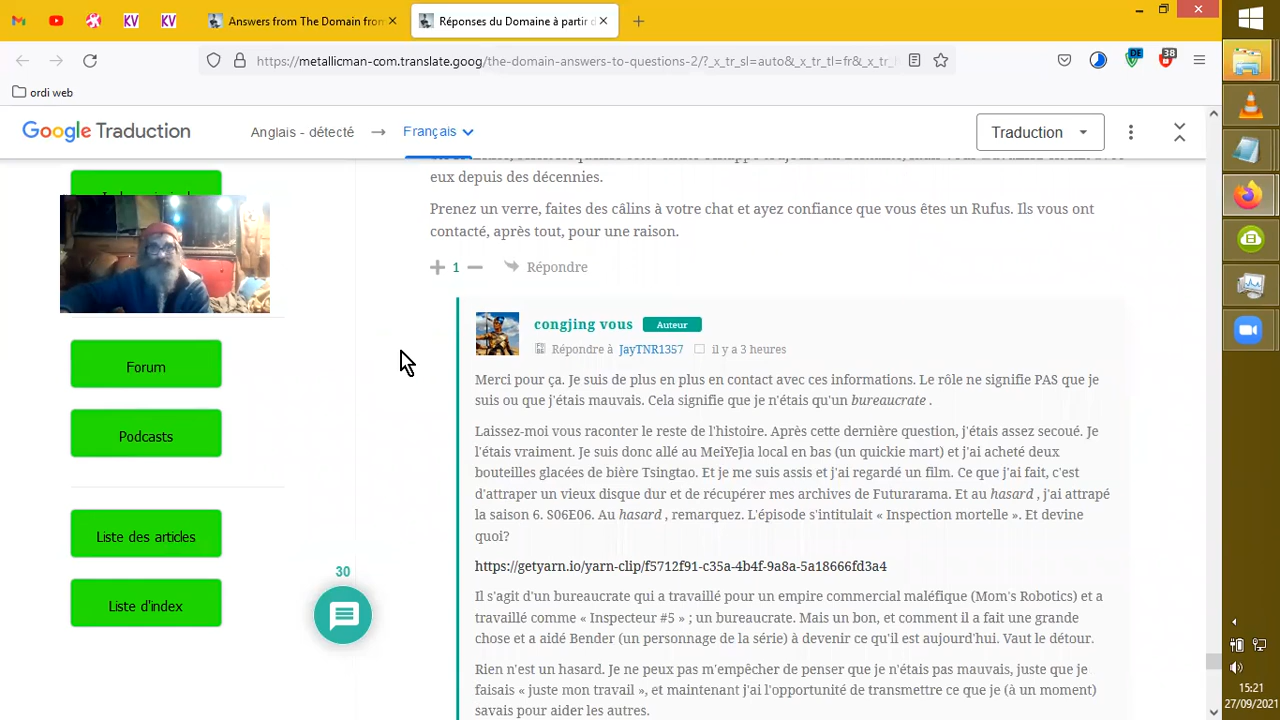 KV
KV
Answers from The Domain from
Réponses du Domaine à partir d
https://metallicman-com.translate.goog/the-domain-answers-to-questions-2/?_x_tr_sl=auto&_x_tr_tl=fr&_x_tr_
DE
38
ordi web
Google Traduction
Anglais - détecté
Français
Traduction
eux depuis des décennies.
Prenez un verre, faites des câlins à votre chat et ayez confiance que vous êtes un Rufus. Ils vous ont
contacté, après tout, pour une raison.
1
Répondre
congjing vous
Auteur
Répondre à JayTNR1357 il y a 3 heures
Merci pour ça. Je suis de plus en plus en contact avec ces informations. Le rôle ne signifie PAS que je
suis ou que j'étais mauvais. Cela signifie que je n'étais qu'un bureaucrate .
Laissez-moi vous raconter le reste de l'histoire. Après cette dernière question, j'étais assez secoué. Je
l'étais vraiment. Je suis donc allé au MeiYeJia local en bas (un quickie mart) et j'ai acheté deux
bouteilles glacées de bière Tsingtao. Et je me suis assis et j'ai regardé un film. Ce que j'ai fait, c'est
d'attraper un vieux disque dur et de récupérer mes archives de Futurarama. Et au hasard , j'ai attrapé
la saison 6. S06E06. Au hasard , remarquez. L'épisode s'intitulait « Inspection mortelle ». Et devine
quoi?
https://getyarn.io/yarn-clip/f5712f91-c35a-4b4f-9a8a-5a18666fd3a4
Il s'agit d'un bureaucrate qui a travaillé pour un empire commercial maléfique (Mom's Robotics) et a
travaillé comme « Inspecteur #5 » ; un bureaucrate. Mais un bon, et comment il a fait une grande
chose et a aidé Bender (un personnage de la série) à devenir ce qu'il est aujourd'hui. Vaut le détour.
Rien n'est un hasard. Je ne peux pas m'empêcher de penser que je n'étais pas mauvais, juste que je
faisais « juste mon travail », et maintenant j'ai l'opportunité de transmettre ce que je (à un moment)
savais pour aider les autres.
Forum
Podcasts
Liste des articles
Liste d'index
30
15:21
27/09/2021